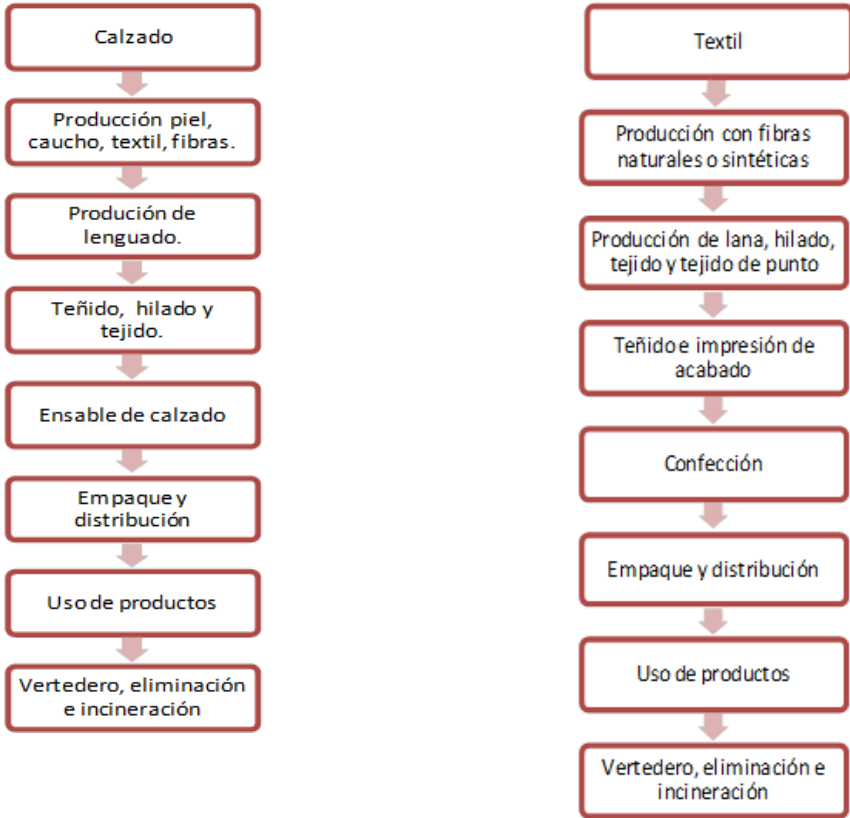 Calzado
Producción piel,
caucho, textil, fibras.
Produción de
lenguado.
Teñido, hilado y
tejido.
Ensable de calzado
Empaque y
distribución
Uso de productos
Vertedero, eliminación
e incineración
Textil
Producción con fibras
naturales o sintéticas
Producción de lana, hilado,
tejido y tejido de punto
Teñido e impresión de
acabado
Confección
Empaque y distribución
Uso de productos
Vertedero, eliminación e
incineración